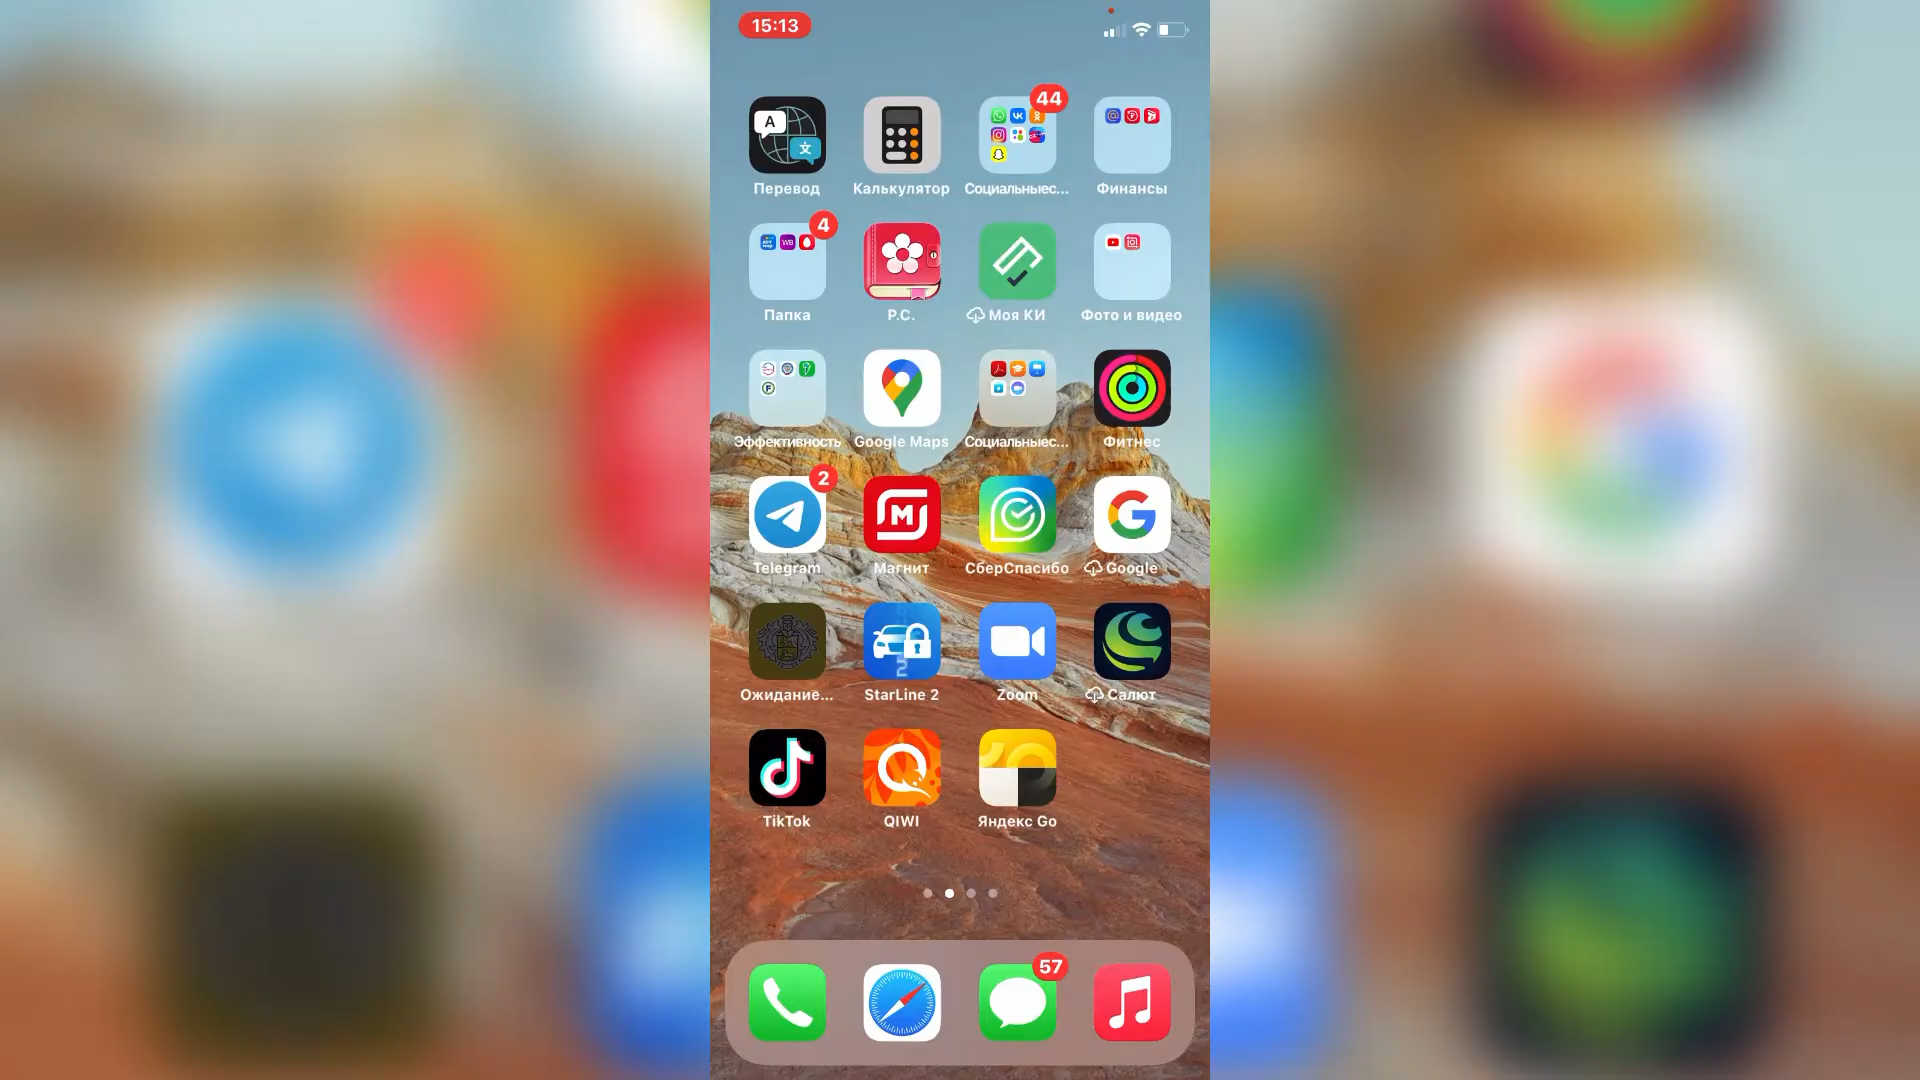 15:13
44
Перевод
Калькулятор
Социальныес...
Финансы
4
Папка
P.C.
Моя КИ
Фото и видео
Эффективность
Google Maps
Социальныес...
Фитнес
2
Telegram
Магнит
СберСпасибо
Google
Ожидание...
StarLine 2
Zoom
Салют
TikTok
QIWI
Яндекс Go
57